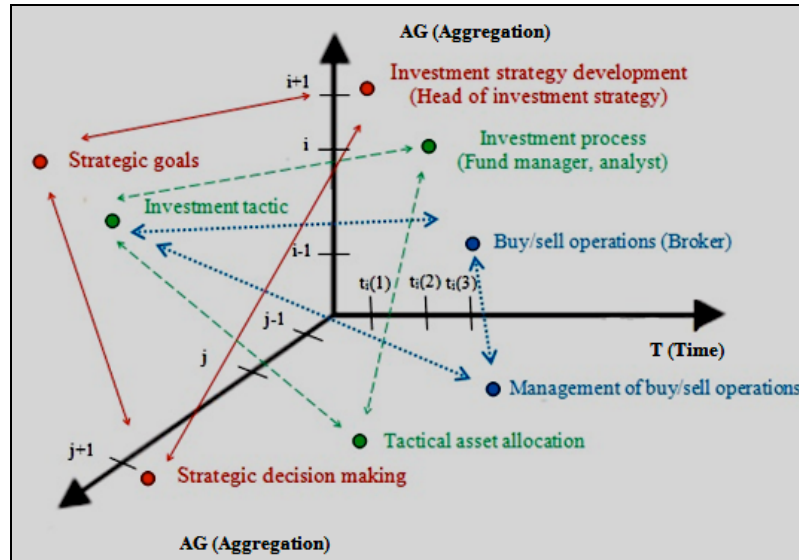 AG (Aggregation)
i+1
Investment strategy development
(Head of investment strategy)
i
Investment process
(Fund manager, analyst)
Strategic goals
Investment tactic
i-1
Buy/sell operations (Broker)
tᵢ(1) tᵢ(2) tᵢ(3)
j-1
T (Time)
j
Management of buy/sell operations
Tactical asset allocation
j+1
Strategic decision making
AG (Aggregation)